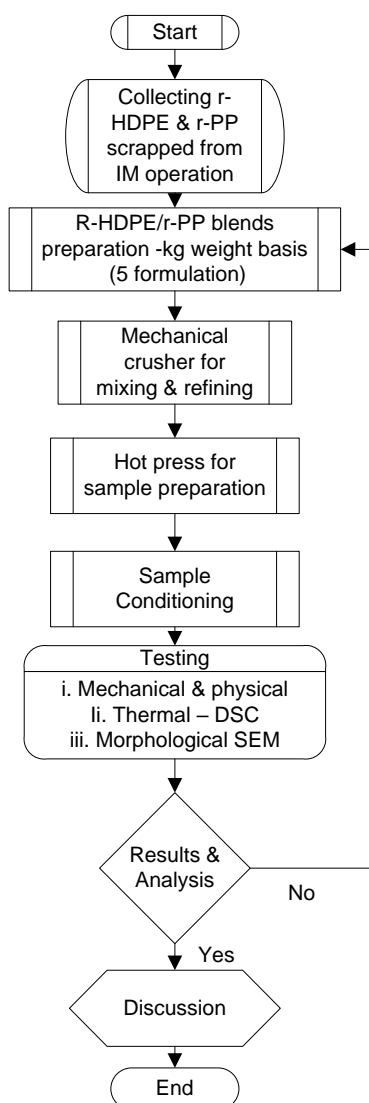 Start
Collecting r-
HDPE & r-PP
scrapped from
IM operation
R-HDPE/r-PP blends
preparation -kg weight basis
(5 formulation)
Mechanical
crusher for
mixing & refining
Hot press for
sample preparation
Sample
Conditioning
Testing
i. Mechanical & physical
Ii. Thermal – DSC
iii. Morphological SEM
Results &
Analysis
No
Yes
Discussion
End